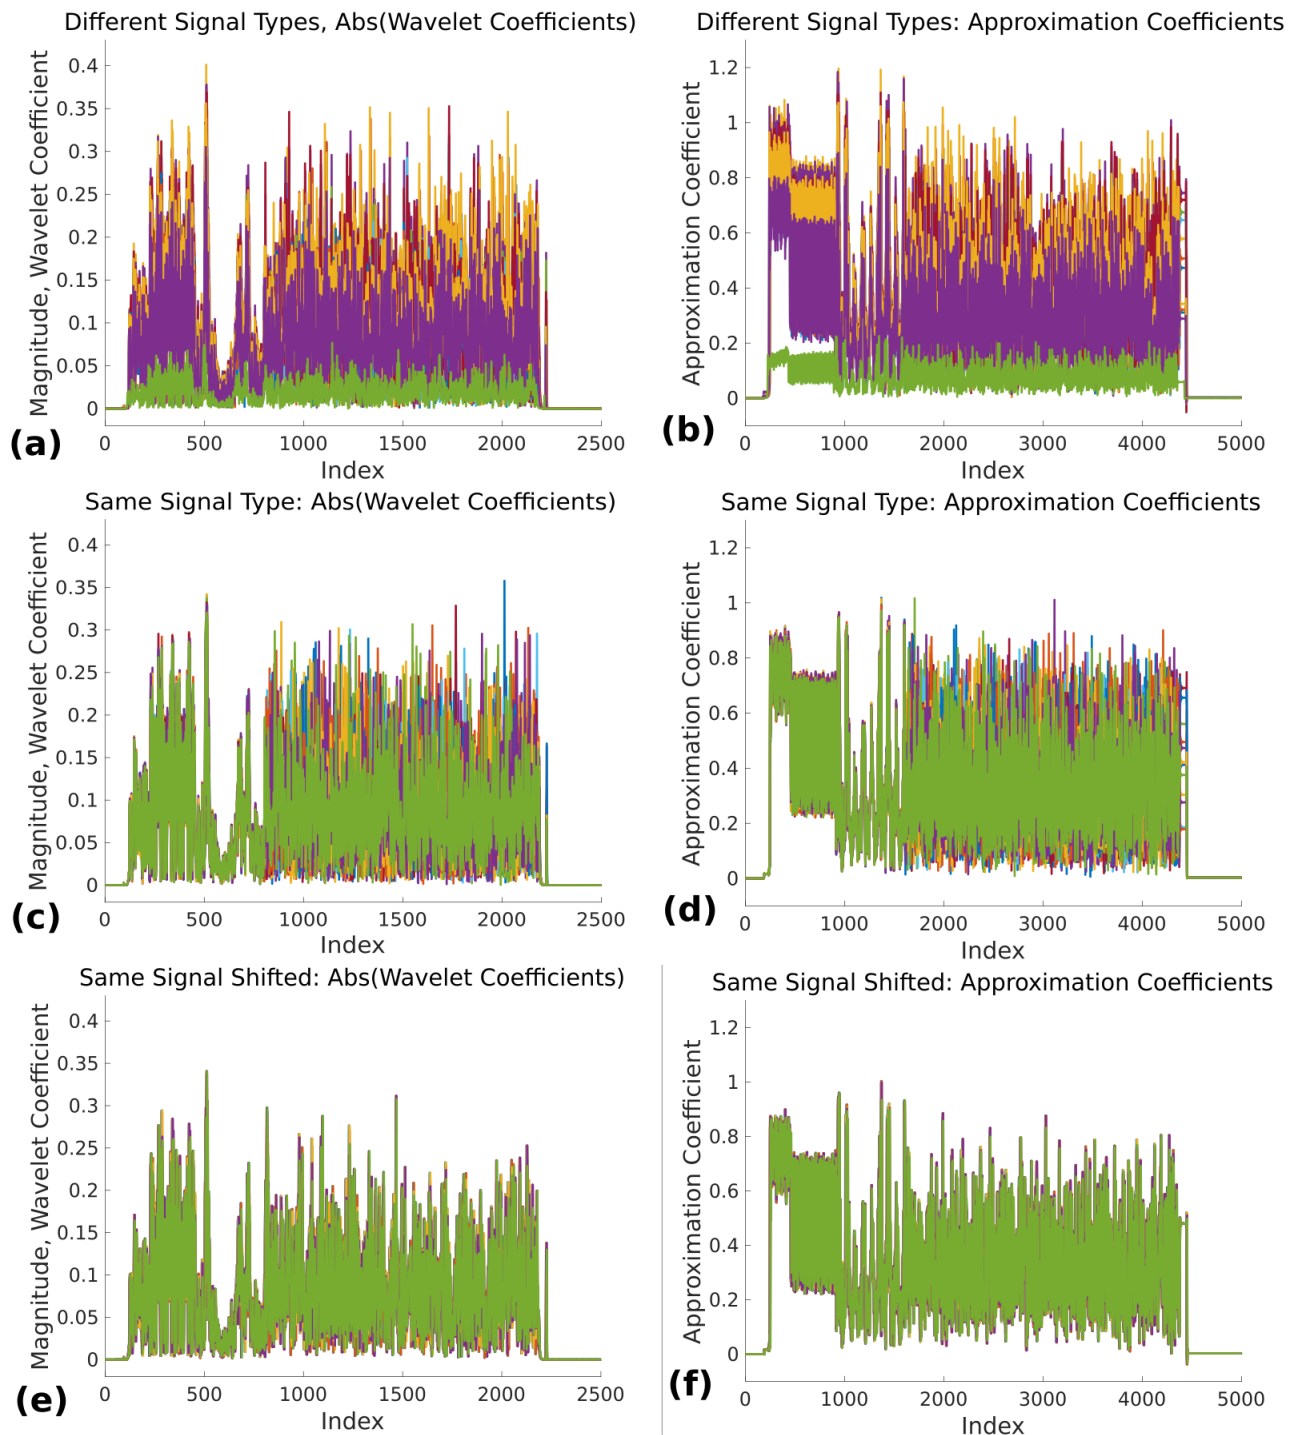 Different Signal Types, Abs(Wavelet Coefficients)
Magnitude, Wavelet Coefficient
0.4
0.35
0.3
0.25
0.2
0.15
0.1
0.05
0
0 500 1000 1500 2000 2500
Index
(a)
Different Signal Types: Approximation Coefficients
Approximation Coefficient
1.2
1
0.8
0.6
0.4
0.2
0
0 1000 2000 3000 4000 5000
Index
(b)
Same Signal Type: Abs(Wavelet Coefficients)
Magnitude, Wavelet Coefficient
0.4
0.35
0.3
0.25
0.2
0.15
0.1
0.05
0
0 500 1000 1500 2000 2500
Index
(c)
Same Signal Type: Approximation Coefficients
Approximation Coefficient
1.2
1
0.8
0.6
0.4
0.2
0
0 1000 2000 3000 4000 5000
Index
(d)
Same Signal Shifted: Abs(Wavelet Coefficients)
Magnitude, Wavelet Coefficient
0.4
0.35
0.3
0.25
0.2
0.15
0.1
0.05
0
0 500 1000 1500 2000 2500
Index
(e)
Same Signal Shifted: Approximation Coefficients
Approximation Coefficient
1.2
1
0.8
0.6
0.4
0.2
0
0 1000 2000 3000 4000 5000
Index
(f)